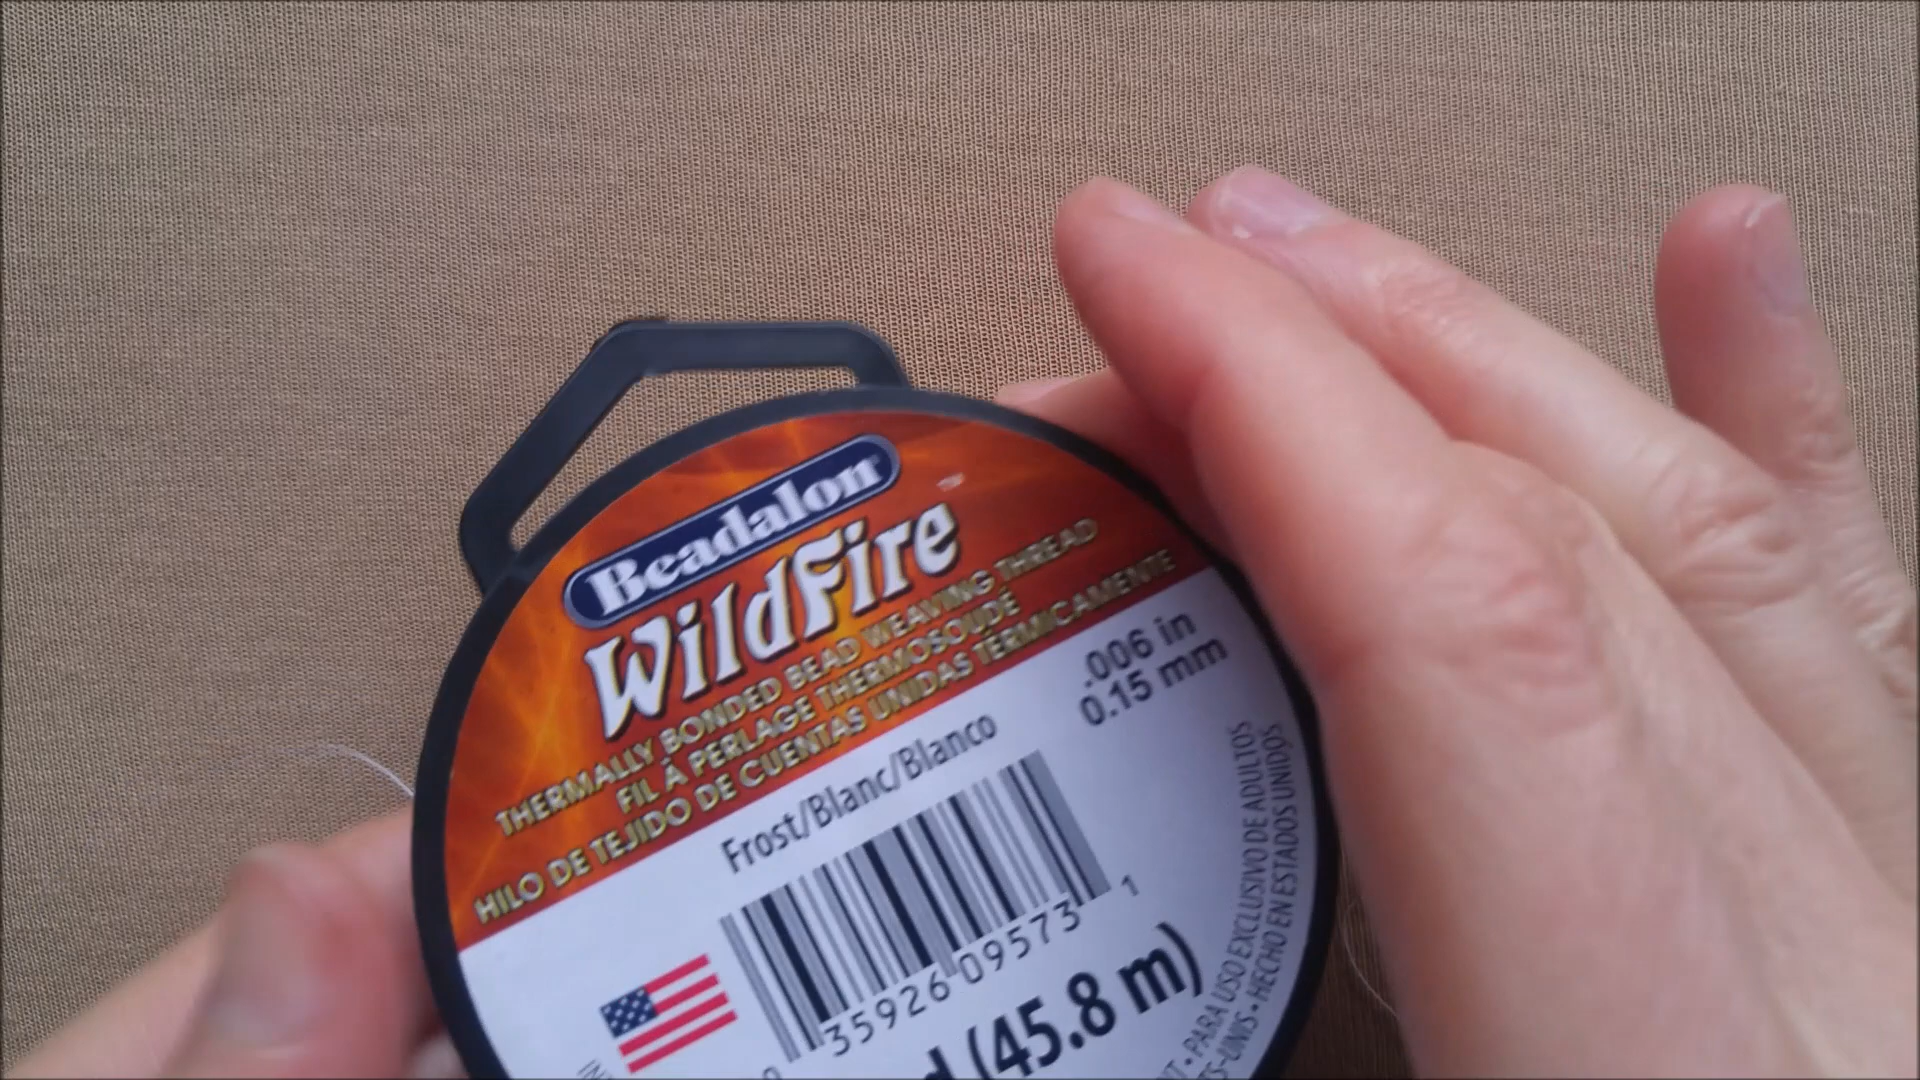 Beadalon
WildFire™
THERMALLY BONDED BEAD WEAVING THREAD
FIL À PERLAGE THERMOSOUDÉ
HILO DE TEJIDO DE CUENTAS UNIDAS TÉRMICAMENTE
.006 in
0.15 mm
Frost/Blanc/Blanco
35926 09573 1
(45.8 m)
PARA USO EXCLUSIVO DE ADULTOS
HECHO EN ESTADOS UNIDOS